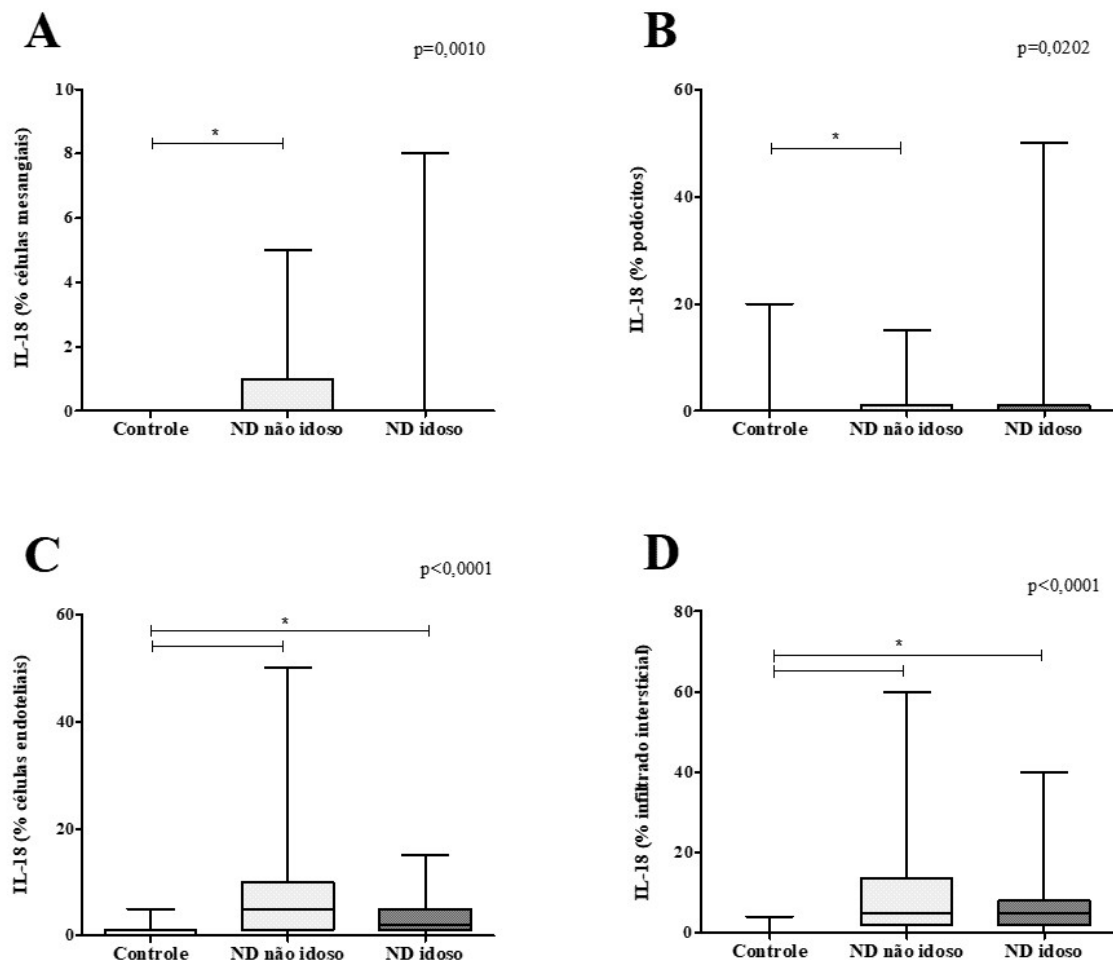 A
p=0,0010
IL-18 (% células mesangiais)
10
8
6
4
2
0
*
Controle
ND não idoso
ND idoso
B
p=0,0202
IL-18 (% podócitos)
60
40
20
0
*
Controle
ND não idoso
ND idoso
C
p<0,0001
IL-18 (% células endoteliais)
60
40
20
0
*
Controle
ND não idoso
ND idoso
D
p<0,0001
IL-18 (% infiltrado intersticial)
80
60
40
20
0
*
Controle
ND não idoso
ND idoso